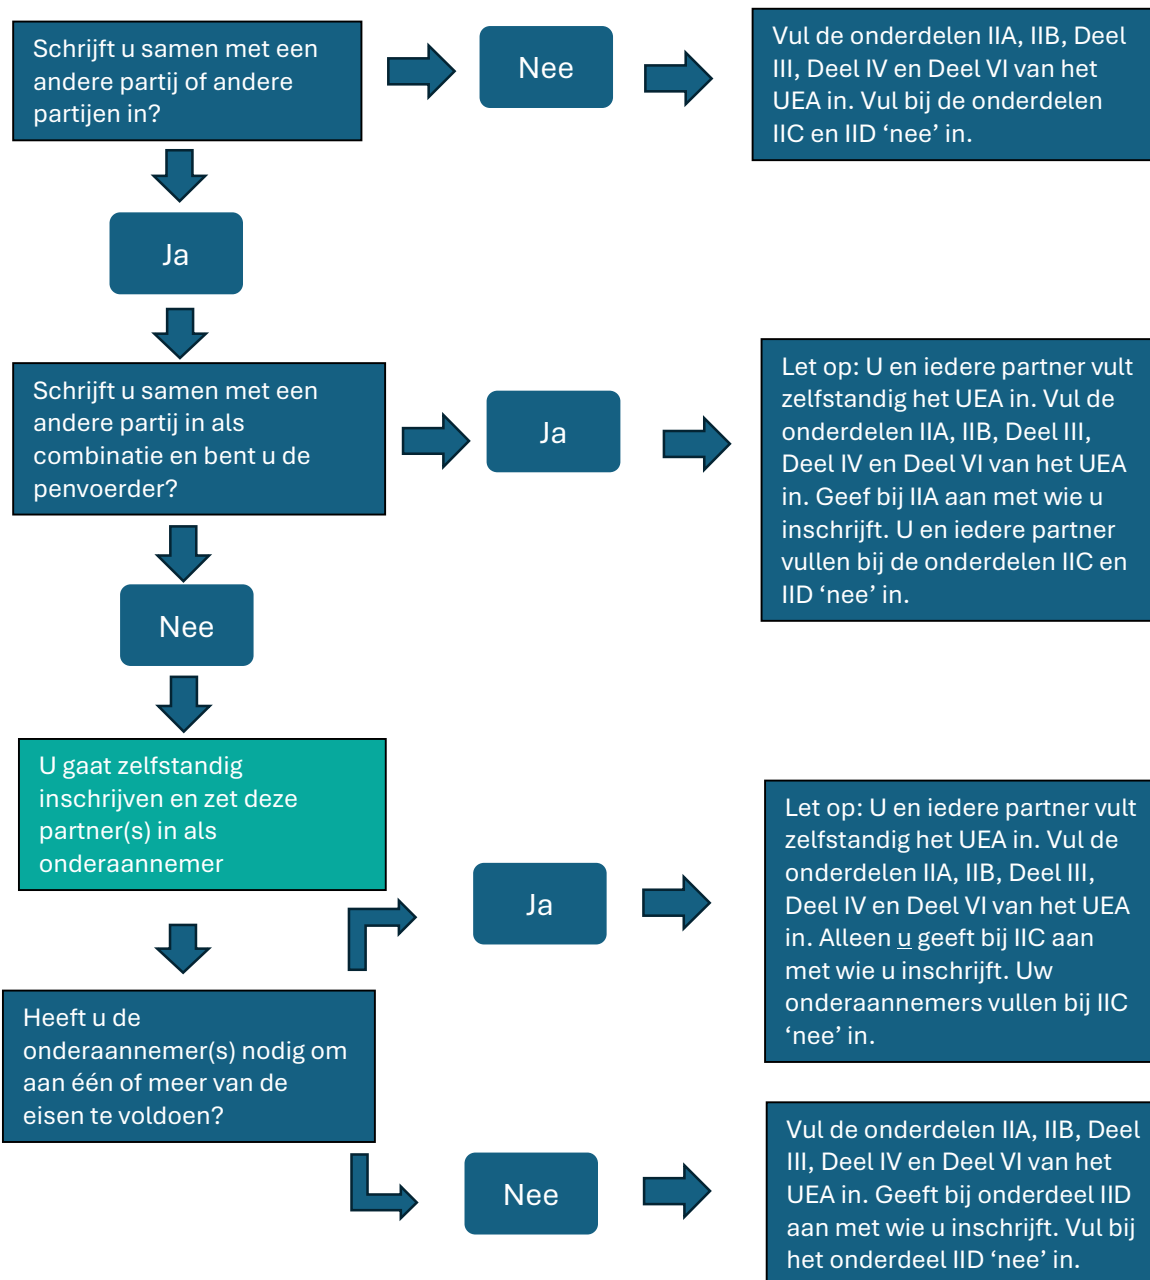 Schrijft u samen met een
andere partij of andere
partijen in?
Nee
Vul de onderdelen IIA, IIB, Deel
III, Deel IV en Deel VI van het
UEA in. Vul bij de onderdelen
IIC en IID ‘nee’ in.
Ja
Schrijft u samen met een
andere partij in als
combinatie en bent u de
penvoerder?
Ja
Let op: U en iedere partner vult
zelfstandig het UEA in. Vul de
onderdelen IIA, IIB, Deel III,
Deel IV en Deel VI van het UEA
in. Geef bij IIA aan met wie u
inschrijft. U en iedere partner
vullen bij de onderdelen IIC en
IID ‘nee’ in.
Nee
U gaat zelfstandig
inschrijven en zet deze
partner(s) in als
onderaannemer
Heeft u de
onderaannemer(s) nodig om
aan één of meer van de
eisen te voldoen?
Ja
Let op: U en iedere partner vult
zelfstandig het UEA in. Vul de
onderdelen IIA, IIB, Deel III,
Deel IV en Deel VI van het UEA
in. Alleen u geeft bij IIC aan
met wie u inschrijft. Uw
onderaannemers vullen bij IIC
‘nee’ in.
Nee
Vul de onderdelen IIA, IIB, Deel
III, Deel IV en Deel VI van het
UEA in. Geeft bij onderdeel IID
aan met wie u inschrijft. Vul bij
het onderdeel IID ‘nee’ in.